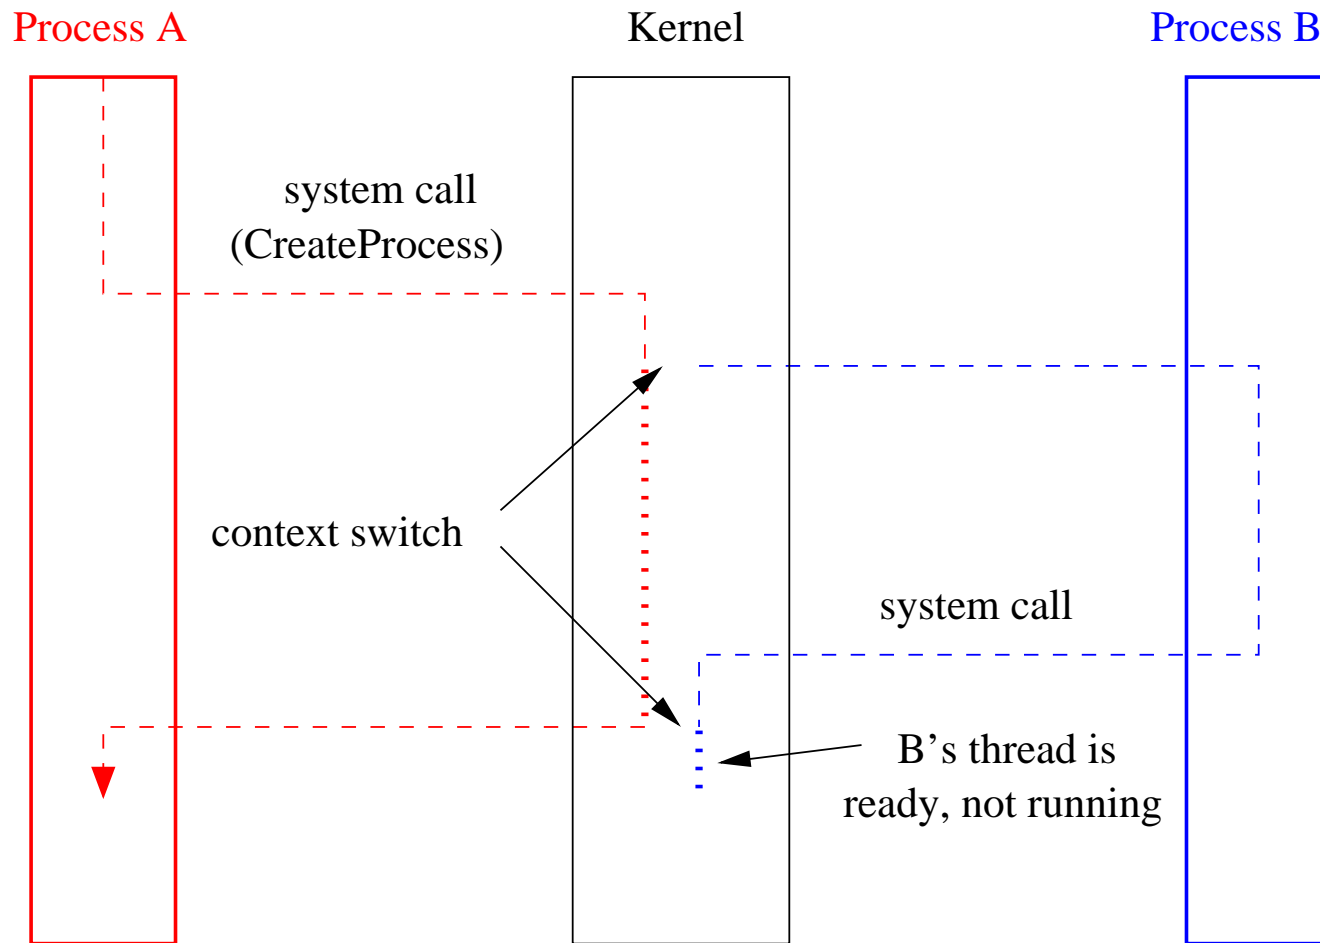 Process A
Kernel
Process B
system call
(CreateProcess)
context switch
system call
B’s thread is
ready, not running